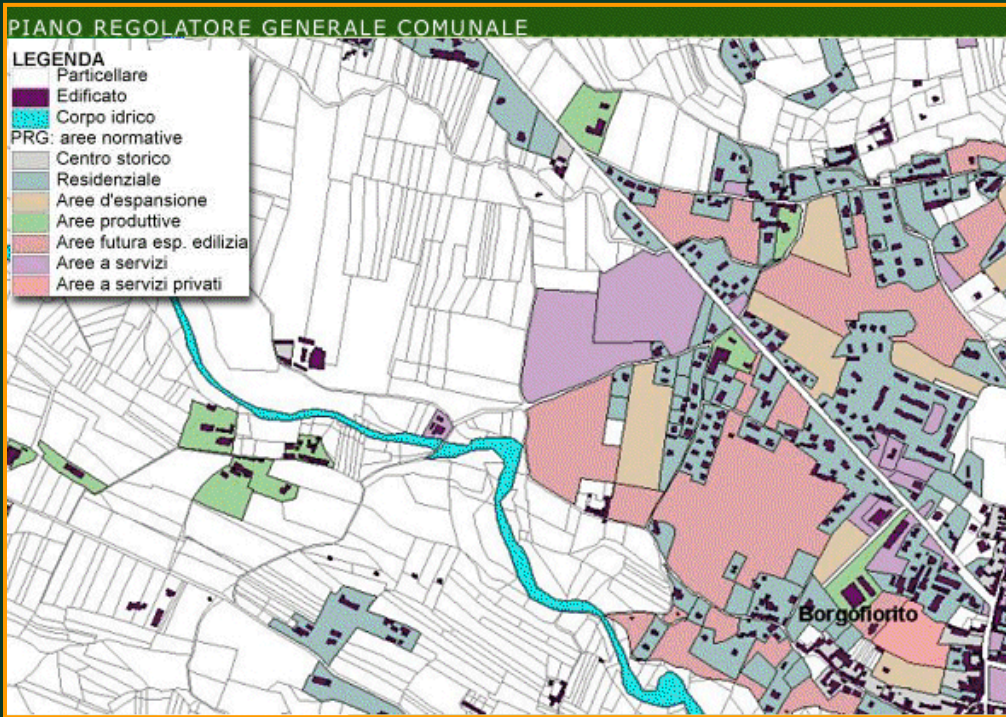 PIANO REGOLATORE GENERALE COMUNALE
LEGENDA
Particellare
Edificato
Corpo idrico
PRG: aree normative
Centro storico
Residenziale
Aree d'espansione
Aree produttive
Aree futura esp. edilizia
Aree a servizi
Aree a servizi privati
Borgofiorito